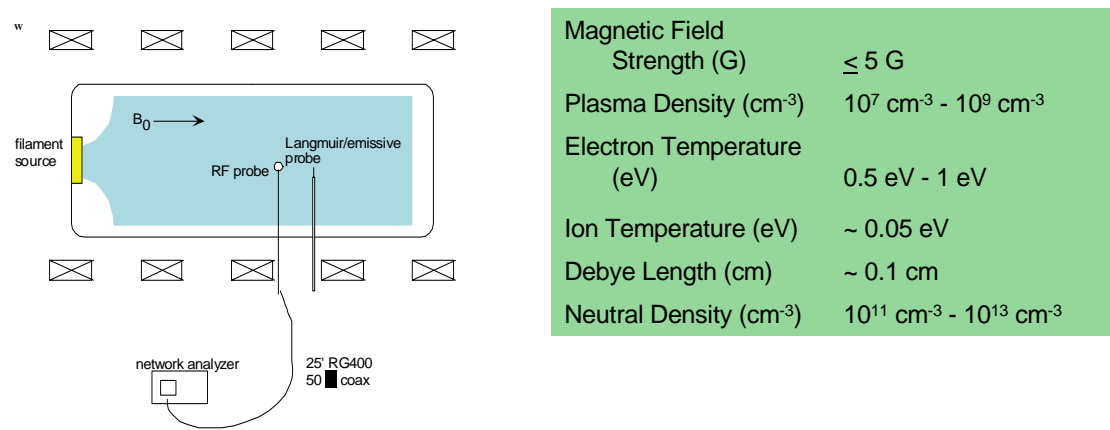 w
B0
filament
source
Langmuir/emissive
probe
RF probe
network analyzer
25' RG400
50 coax
Magnetic Field
Strength (G) ≤ 5 G
Plasma Density (cm-3) 10⁷ cm-3 - 10⁹ cm-3
Electron Temperature
(eV) 0.5 eV - 1 eV
Ion Temperature (eV) ~ 0.05 eV
Debye Length (cm) ~ 0.1 cm
Neutral Density (cm-3) 10¹¹ cm-3 - 10¹³ cm-3